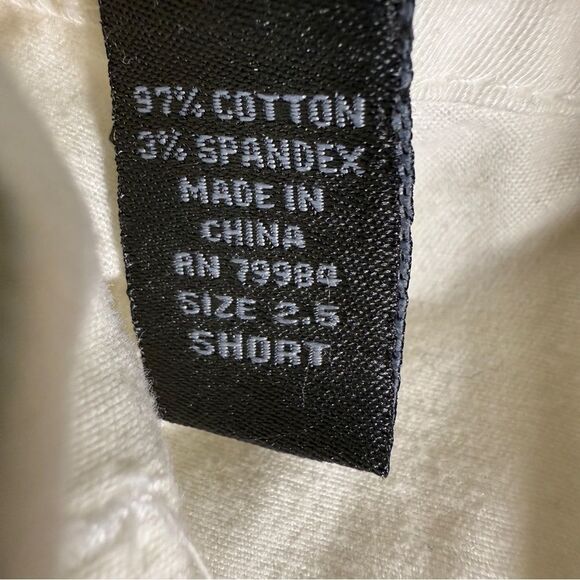 97% COTTON
3% SPANDEX
MADE IN
CHINA
RN 79984
SIZE 2.5
SHORT